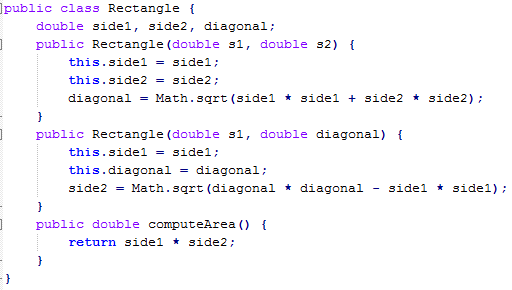 public class Rectangle {
    double side1, side2, diagonal;
    public Rectangle(double s1, double s2) {
        this.side1 = side1;
        this.side2 = side2;
        diagonal = Math.sqrt(side1 * side1 + side2 * side2);
    }
    public Rectangle(double s1, double diagonal) {
        this.side1 = side1;
        this.diagonal = diagonal;
        side2 = Math.sqrt(diagonal * diagonal - side1 * side1);
    }
    public double computeArea() {
        return side1 * side2;
    }
}